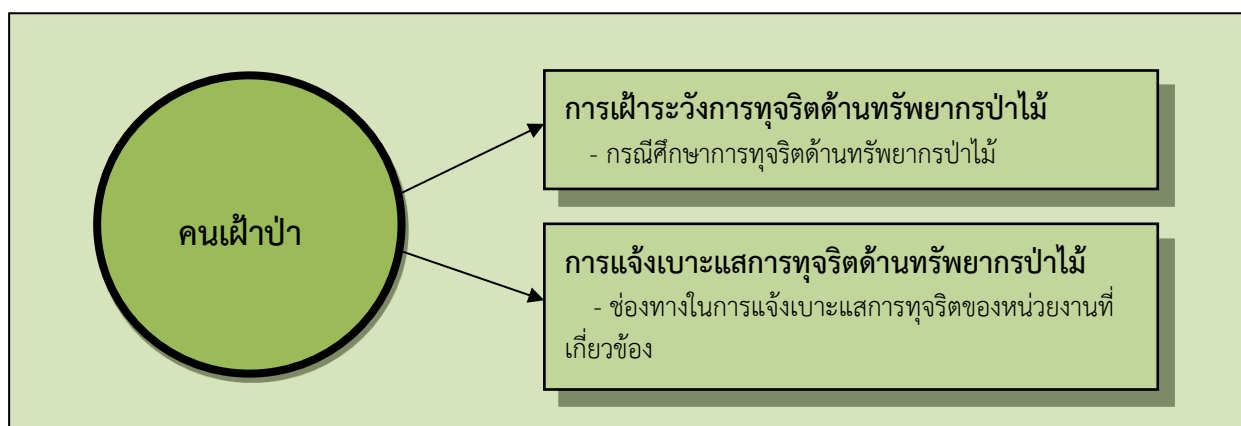 คนเฝ้าป่า
การเฝ้าระวังการทุจริตด้านทรัพยากรป่าไม้
- กรณีศึกษาการทุจริตด้านทรัพยากรป่าไม้
การแจ้งเบาะแสการทุจริตด้านทรัพยากรป่าไม้
- ช่องทางในการแจ้งเบาะแสการทุจริตของหน่วยงานที่
เกี่ยวข้อง